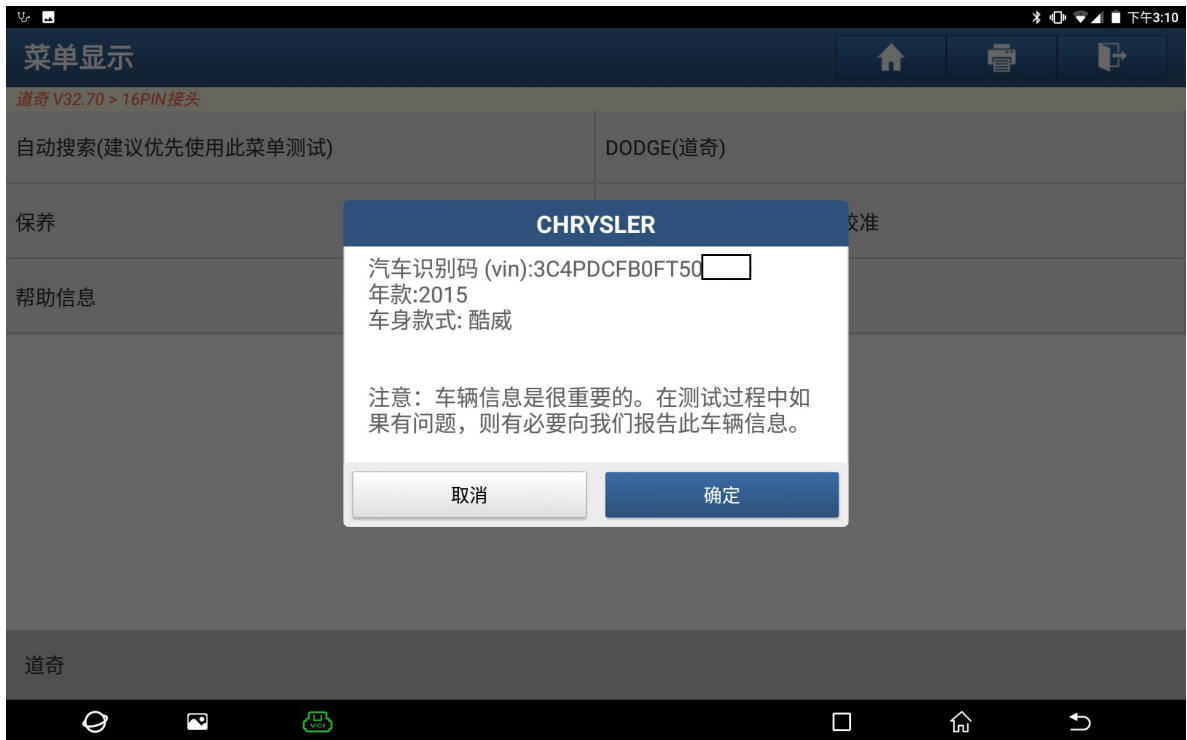 下午3:10
菜单显示
道奇 V32.70 > 16PIN接头
自动搜索(建议优先使用此菜单测试)
DODGE(道奇)
保养
校准
帮助信息
CHRYSLER
汽车识别码 (vin):3C4PDCFB0FT50
年款:2015
车身款式: 酷威
注意：车辆信息是很重要的。在测试过程中如
果有问题，则有必要向我们报告此车辆信息。
取消
确定
道奇
VCI